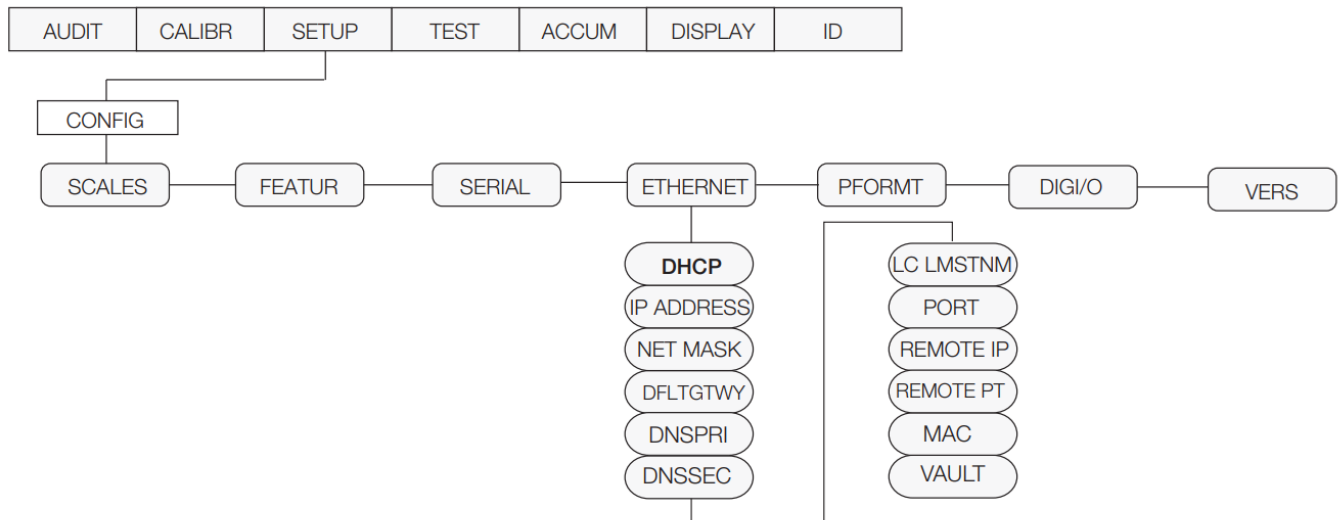 AUDIT CALIBR SETUP TEST ACCUM DISPLAY ID
CONFIG
SCALES FEATUR SERIAL ETHERNET PFORMT DIGI/O VERS
DHCP
IP ADDRESS
NET MASK
DFLTGTWY
DNSPRI
DNSSEC
LC LMSTNM
PORT
REMOTE IP
REMOTE PT
MAC
VAULT